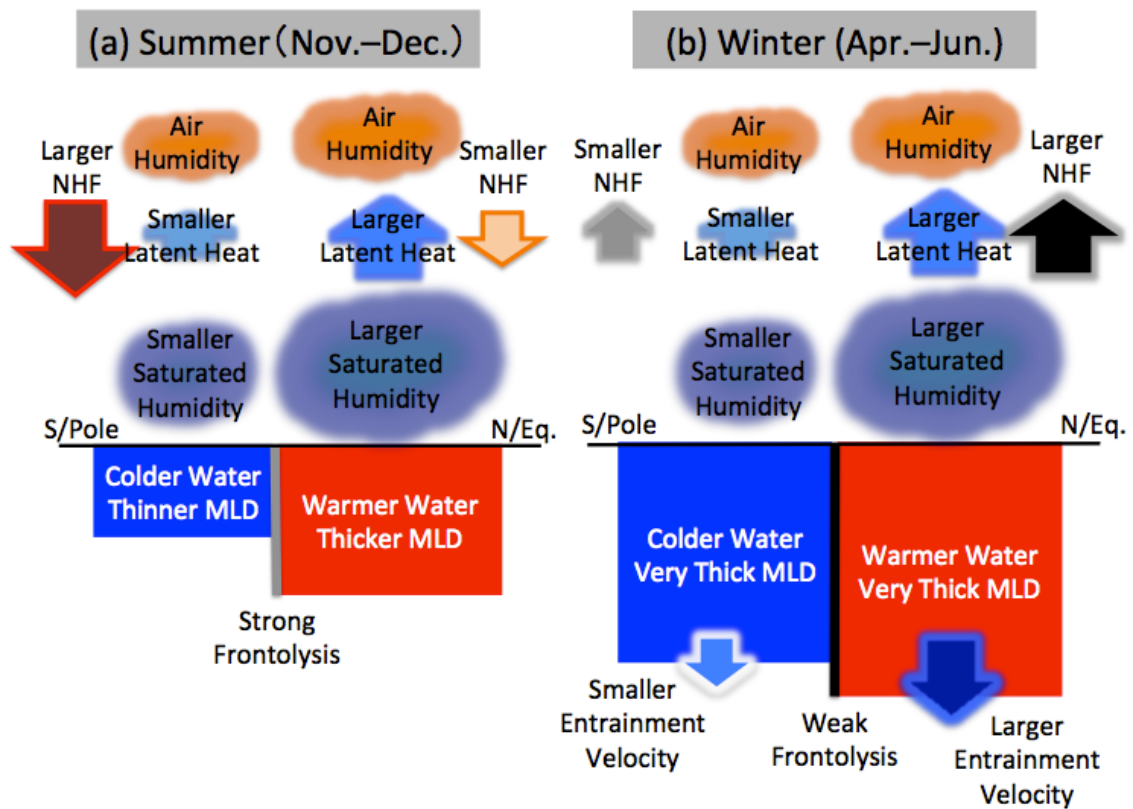 (a) Summer（Nov.–Dec.）
Larger
NHF
Air
Humidity
Air
Humidity
Smaller
NHF
Smaller
Latent Heat
Larger
Latent Heat
Smaller
Saturated
Humidity
Larger
Saturated
Humidity
S/Pole
N/Eq.
Colder Water
Thinner MLD
Warmer Water
Thicker MLD
Strong
Frontolysis
(b) Winter (Apr.–Jun.)
Smaller
NHF
Air
Humidity
Air
Humidity
Larger
NHF
Smaller
Latent Heat
Larger
Latent Heat
Smaller
Saturated
Humidity
Larger
Saturated
Humidity
S/Pole
N/Eq.
Colder Water
Very Thick MLD
Warmer Water
Very Thick MLD
Smaller
Entrainment
Velocity
Weak
Frontolysis
Larger
Entrainment
Velocity